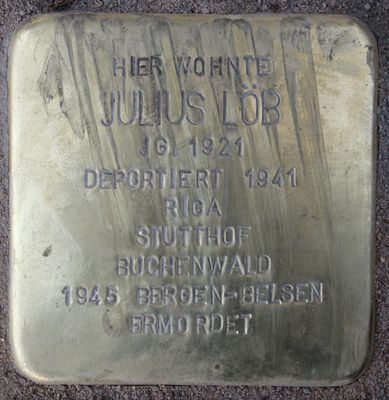 HIER WOHNTE
JULIUS LÖB
JG. 1921
DEPORTIERT 1941
RIGA
STUTTHOF
BUCHENWALD
1945 BERGEN-BELSEN
ERMORDET